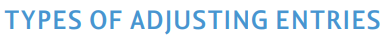 TYPES OF ADJUSTING ENTRIES